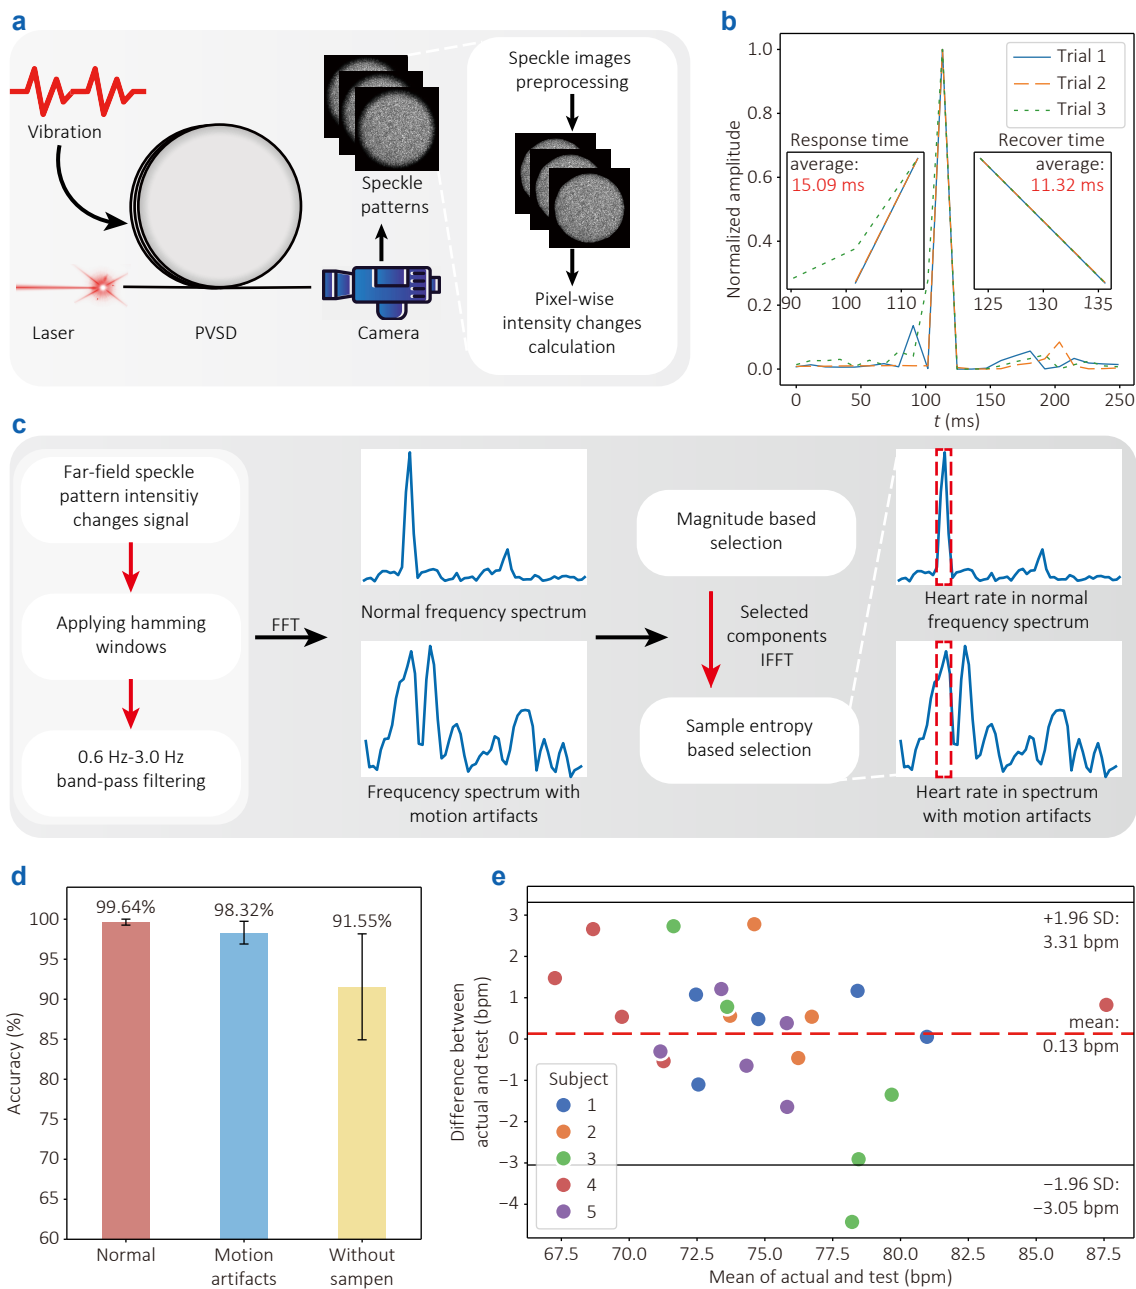 a
Vibration
Laser
PVSD
Speckle
patterns
Camera
Speckle images
preprocessing
Pixel-wise
intensity changes
calculation
b
Normalized amplitude
1.0
0.8
0.6
0.4
0.2
0.0
Trial 1
Trial 2
Trial 3
Response time
average:
15.09 ms
90
100
110
Recover time
average:
11.32 ms
125
130
135
0
50
100
150
200
250
t (ms)
c
Far-field speckle
pattern intensitiy
changes signal
Applying hamming
windows
0.6 Hz-3.0 Hz
band-pass filtering
FFT
Normal frequency spectrum
Frequcency spectrum with
motion artifacts
Magnitude based
selection
Selected
components
IFFT
Sample entropy
based selection
Heart rate in normal
frequency spectrum
Heart rate in spectrum
with motion artifacts
d
Accuracy (%)
100
95
90
85
80
75
70
65
60
99.64%
98.32%
91.55%
Normal
Motion
artifacts
Without
sampen
e
Difference between
actual and test (bpm)
3
2
1
0
−1
−2
−3
−4
+1.96 SD:
3.31 bpm
mean:
0.13 bpm
−1.96 SD:
−3.05 bpm
Subject
1
2
3
4
5
67.5
70.0
72.5
75.0
77.5
80.0
82.5
85.0
87.5
Mean of actual and test (bpm)